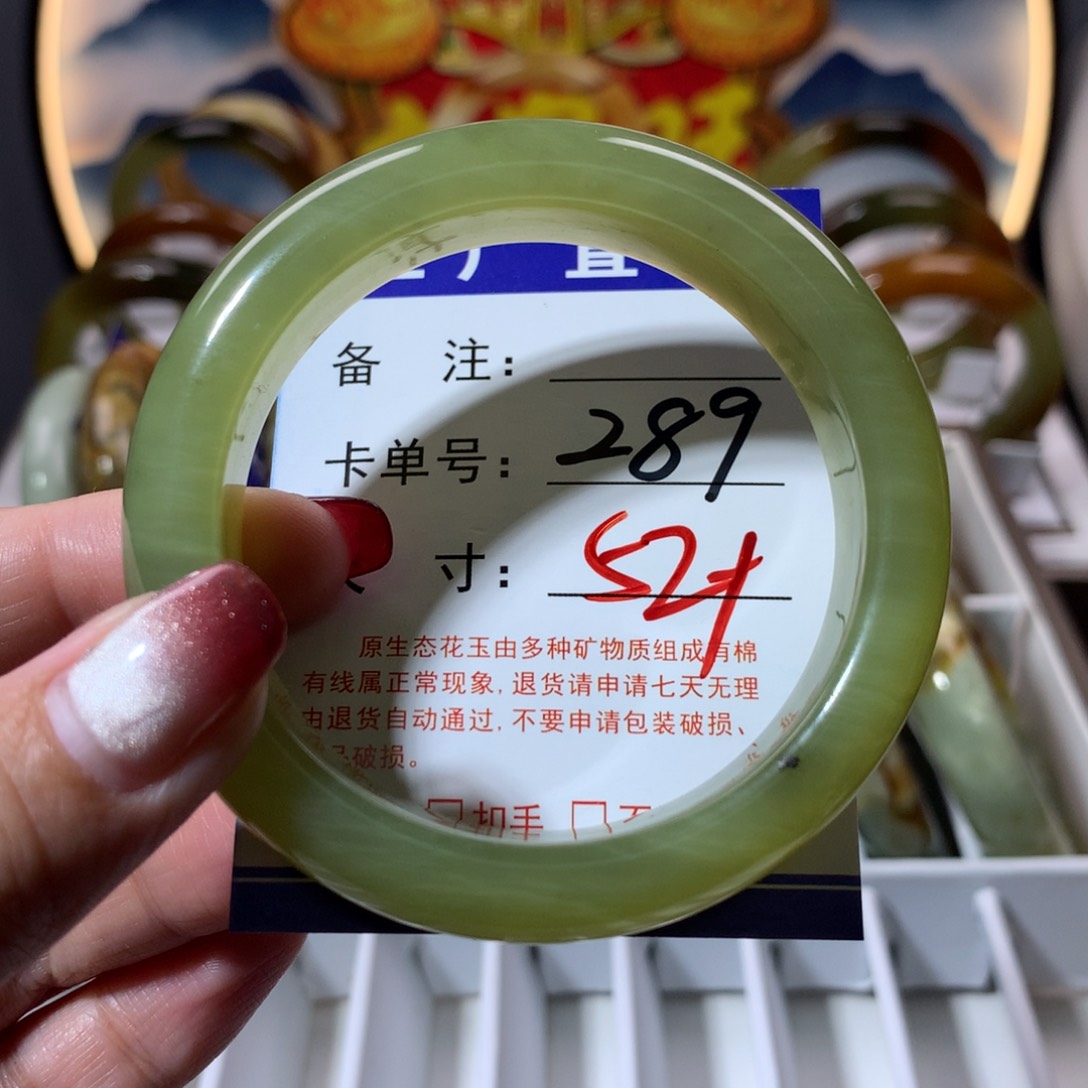 厂 直
备 注:
卡单号: 289
寸: 52+
原生态花玉由多种矿物质组成有棉
有线属正常现象, 退货请申请七天无理
由退货自动通过, 不要申请包装破损、
破损。
扣手